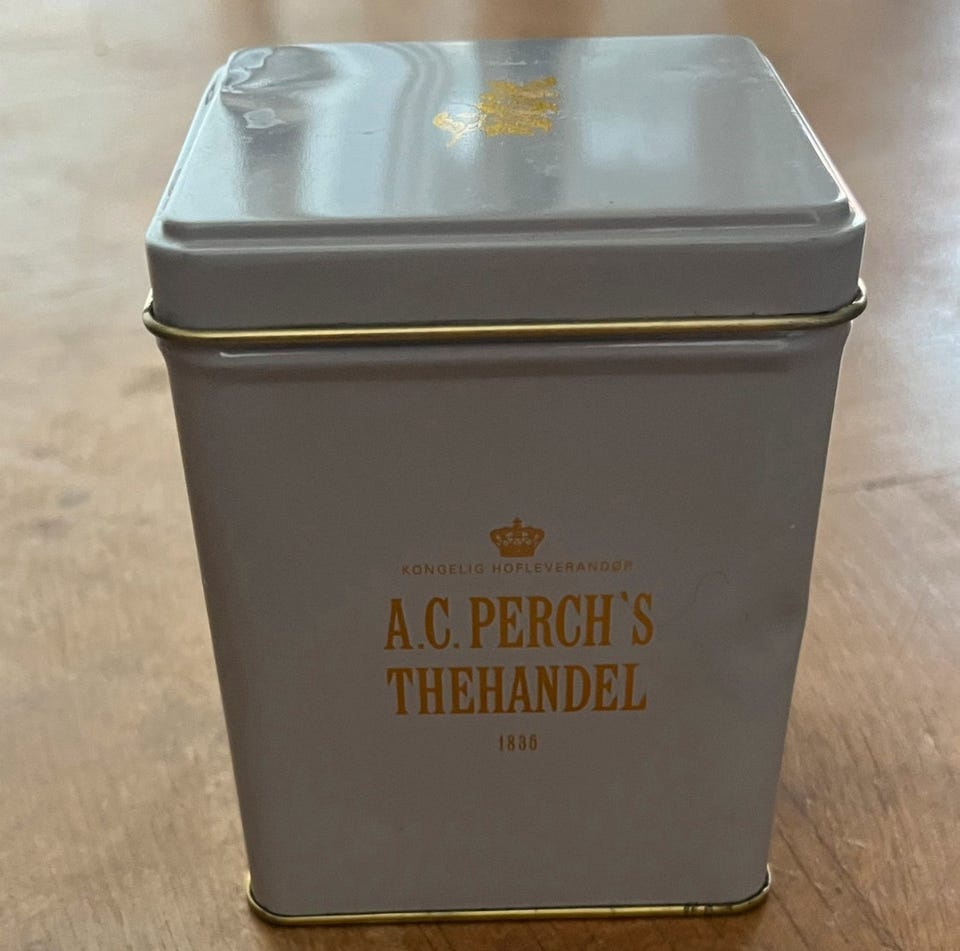 KONGELIG HOFLEVERANDØR
A.C. PERCH`S
THEHANDEL
1836